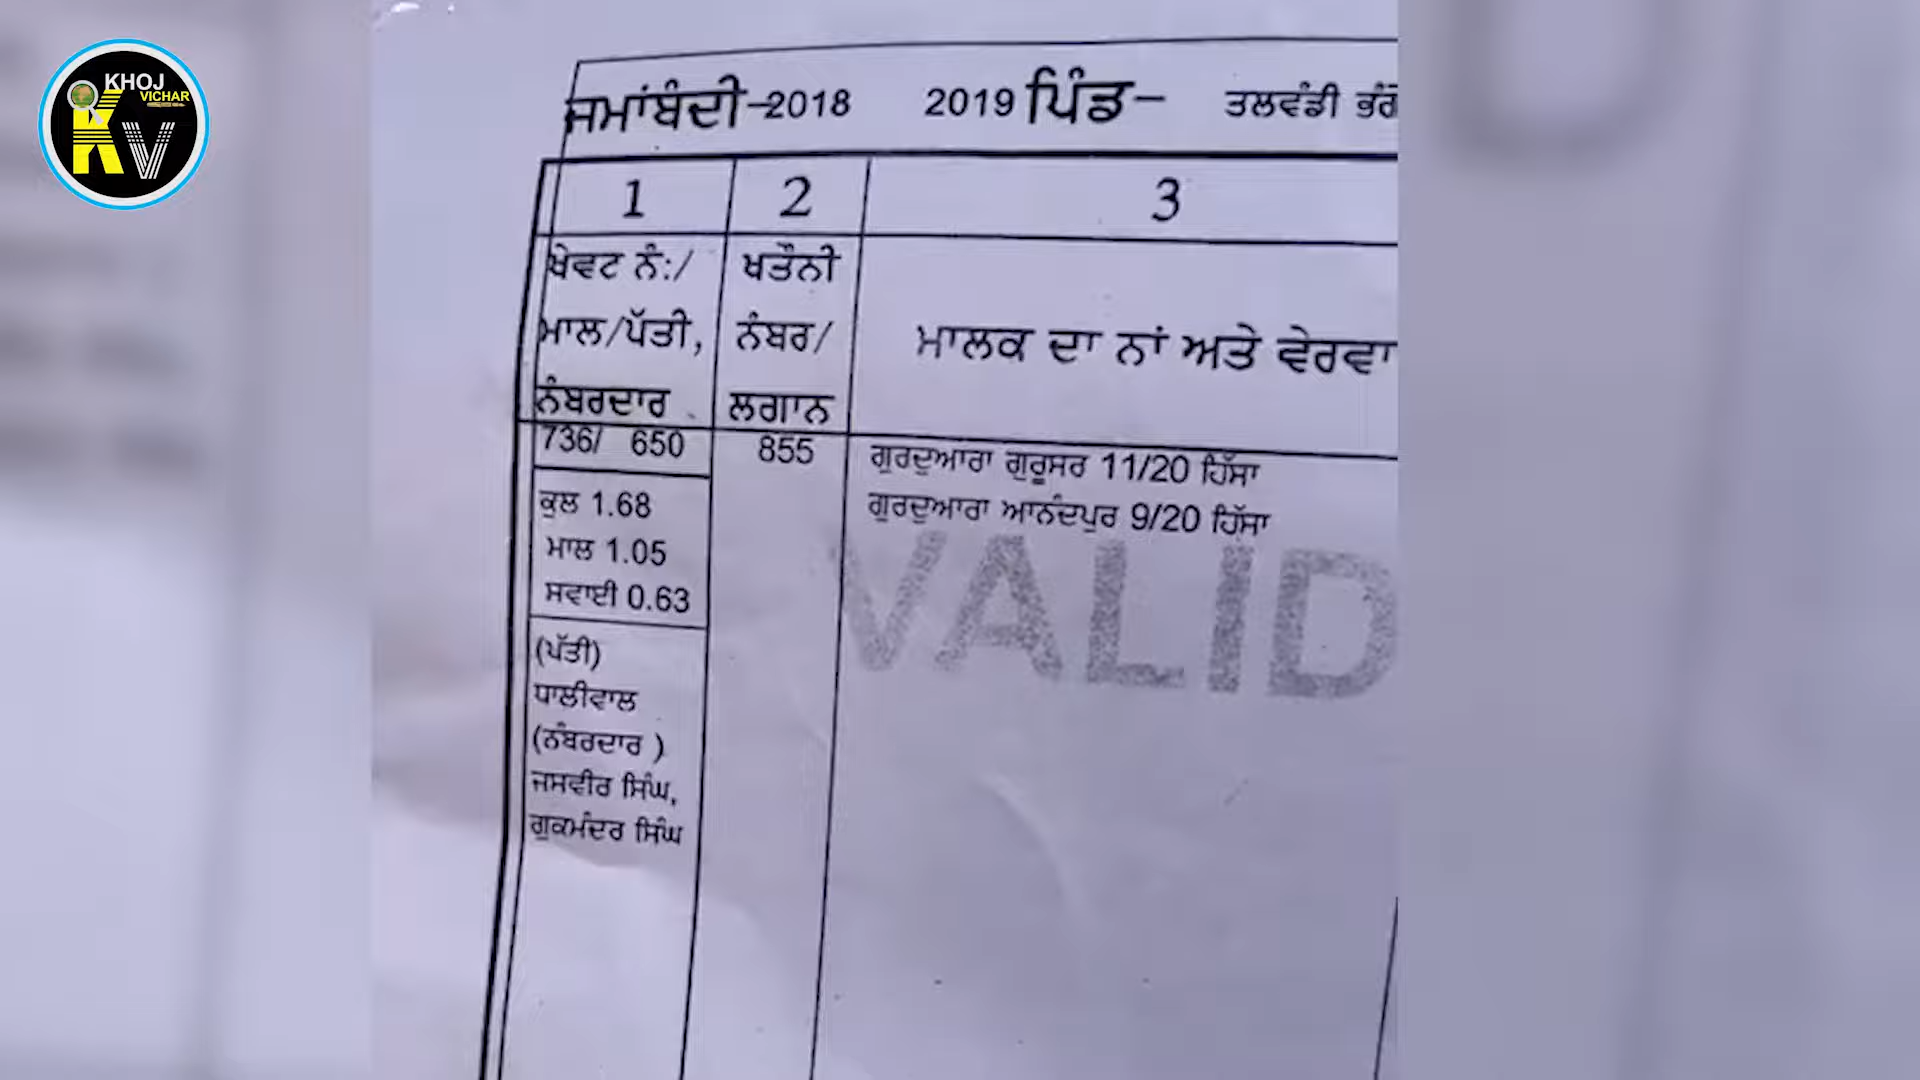 KHOJ
VICHAR
KV
ਜਮਾਂਬੰਦੀ-2018 2019 ਪਿੰਡ- ਤਲਵੰਡੀ
1 2 3
ਖੇਵਟ ਨੰ:/ ਖਤੌਨੀ
ਮਾਲ/ਪੱਤੀ, ਨੰਬਰ/ ਮਾਲਕ ਦਾ ਨਾਂ ਅਤੇ ਵੇਰਵਾ
ਨੰਬਰਦਾਰ ਲਗਾਨ
736/ 650 855 ਗੁਰਦੁਆਰਾ ਗੁਰੂਸਰ 11/20 ਹਿੱਸਾ
ਗੁਰਦੁਆਰਾ ਆਨੰਦਪੁਰ 9/20 ਹਿੱਸਾ
ਕੁਲ 1.68
ਮਾਲ 1.05
ਸਵਾਈ 0.63
VALID
(ਪੱਤੀ)
ਧਾਲੀਵਾਲ
(ਨੰਬਰਦਾਰ )
ਜਸਵੀਰ ਸਿੰਘ,
ਗੁਕਮੰਦਰ ਸਿੰਘ